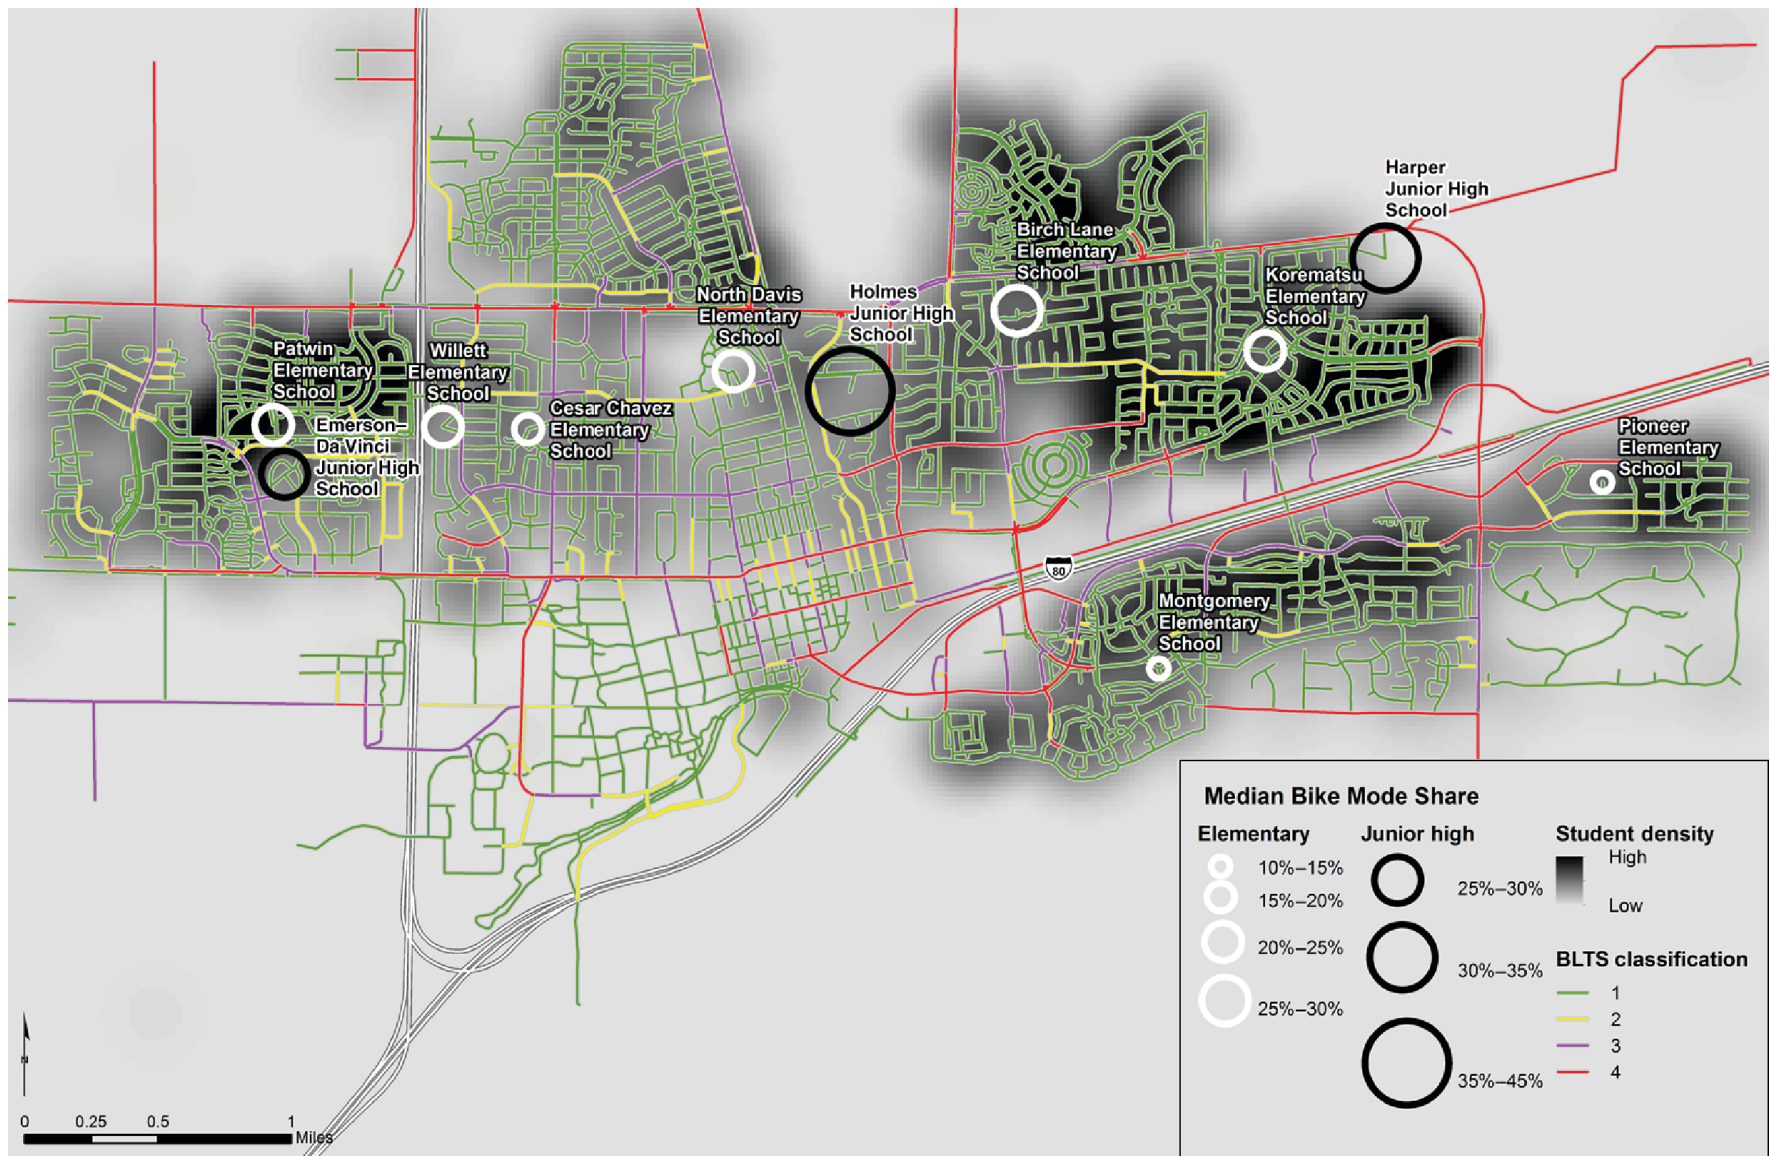 Harper
Junior High
School
Birch Lane
Elementary
School
Korematsu
Elementary
School
North Davis
Elementary
School
Holmes
Junior High
School
Patwin
Elementary
School
Willett
Elementary
School
Cesar Chavez
Elementary
School
Emerson–
Da Vinci
Junior High
School
Pioneer
Elementary
School
80
Montgomery
Elementary
School
Median Bike Mode Share
Elementary
10%–15%
15%–20%
20%–25%
25%–30%
Junior high
25%–30%
30%–35%
35%–45%
Student density
High
Low
BLTS classification
1
2
3
4
N
0 0.25 0.5 1
Miles